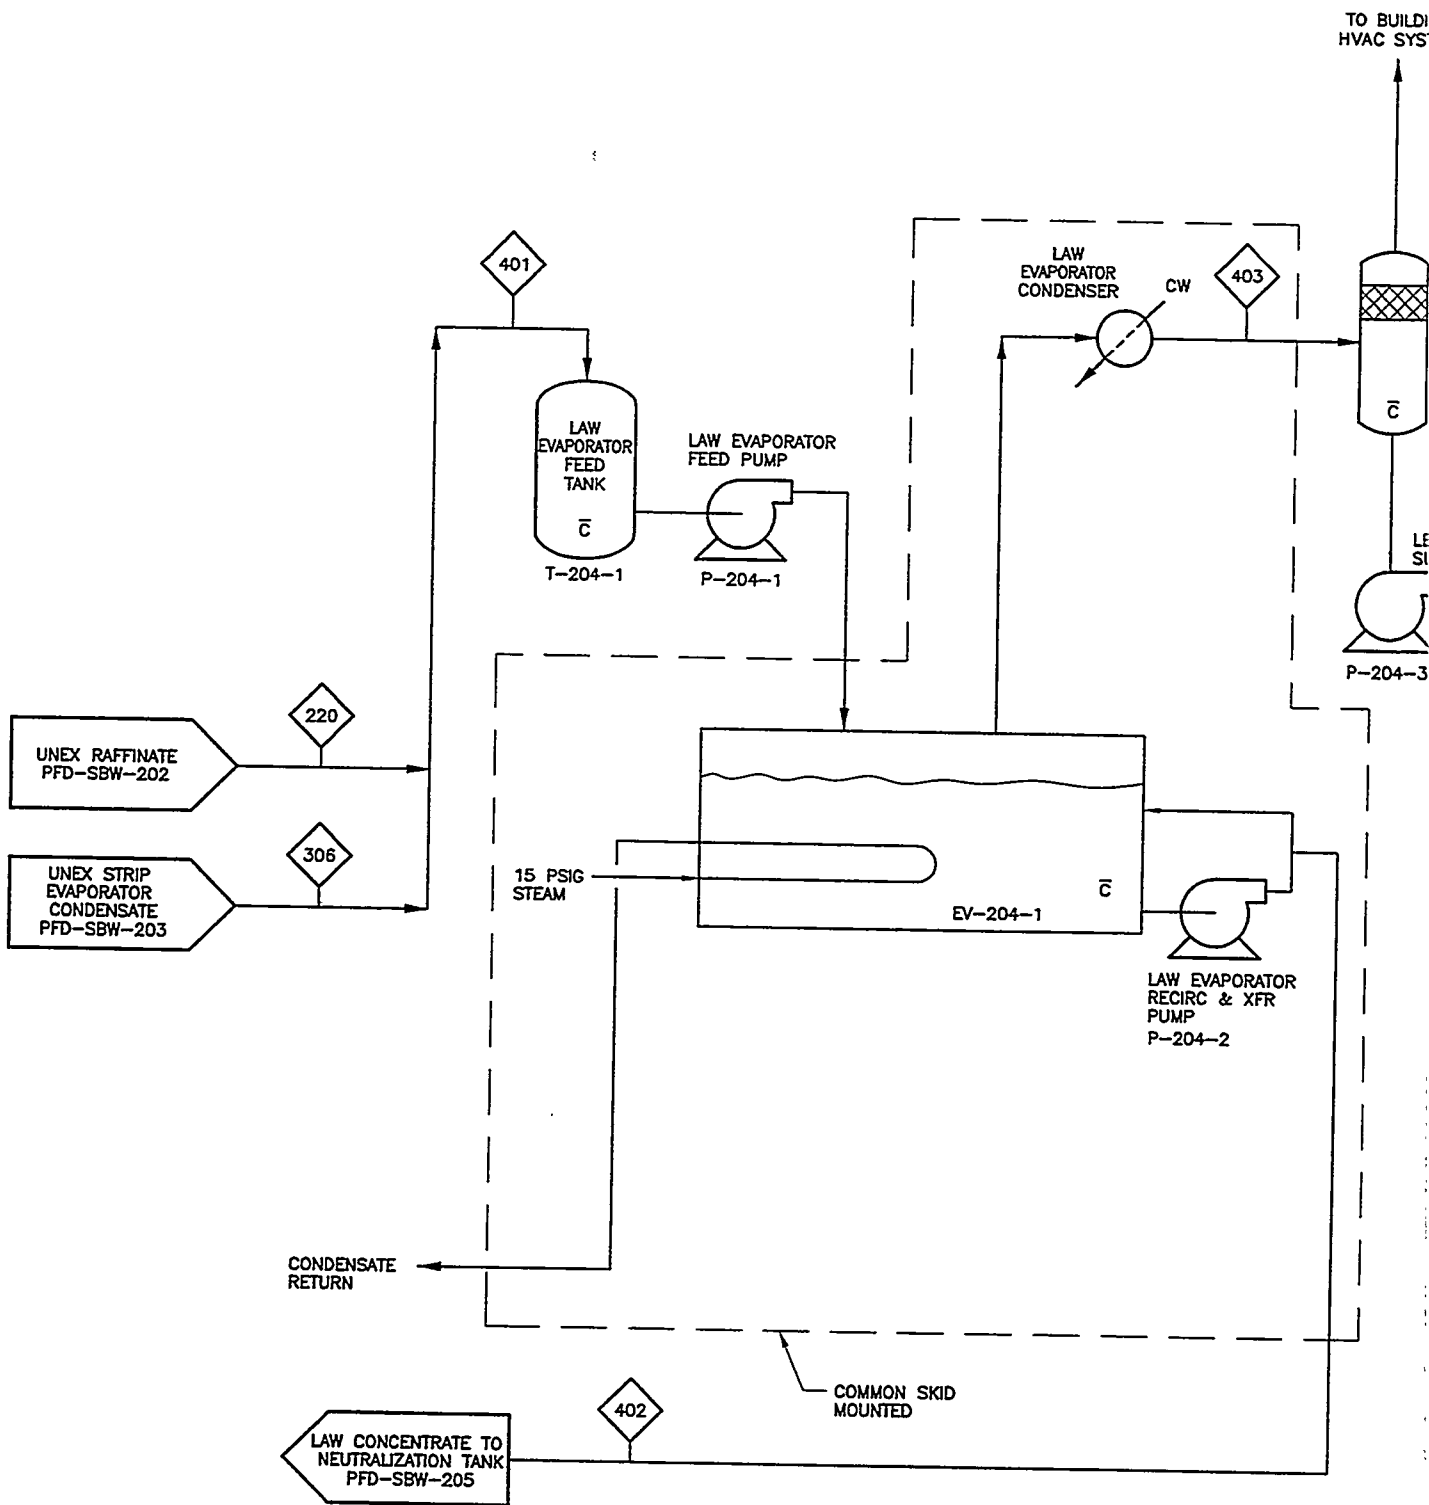 TO BUILDI
HVAC SYS
401
LAW
EVAPORATOR
CONDENSER
CW
403
LAW
EVAPORATOR
FEED
TANK
C̅
T-204-1
LAW EVAPORATOR
FEED PUMP
P-204-1
C̅
LE
P-204-3
220
UNEX RAFFINATE
PFD-SBW-202
306
UNEX STRIP
EVAPORATOR
CONDENSATE
PFD-SBW-203
15 PSIG
STEAM
C̅
EV-204-1
LAW EVAPORATOR
RECIRC & XFR
PUMP
P-204-2
CONDENSATE
RETURN
COMMON SKID
MOUNTED
402
LAW CONCENTRATE TO
NEUTRALIZATION TANK
PFD-SBW-205